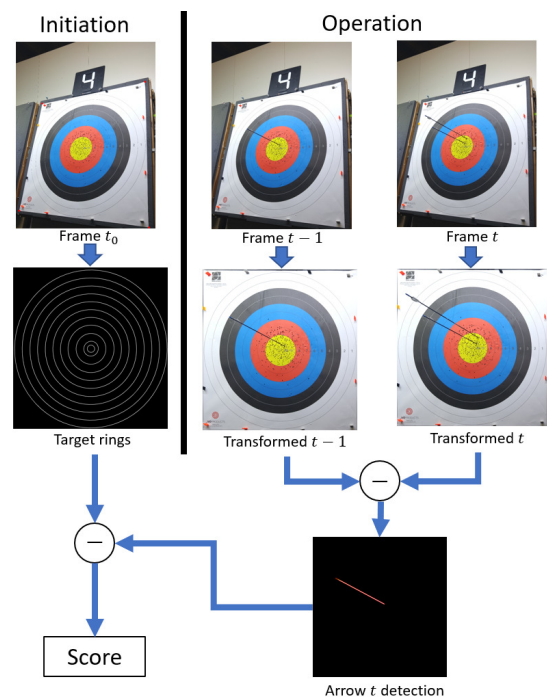 Initiation
Operation
4
4
4
Frame t₀
Frame t − 1
Frame t
Target rings
Transformed t − 1
Transformed t
−
−
Score
Arrow t detection